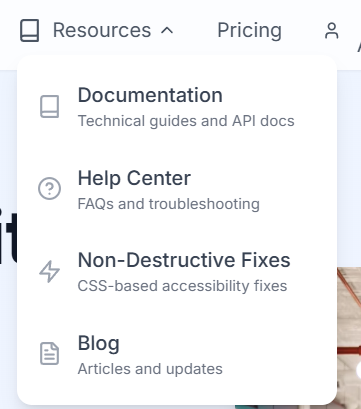 Resources Pricing
Documentation
Technical guides and API docs
Help Center
FAQs and troubleshooting
Non-Destructive Fixes
CSS-based accessibility fixes
Blog
Articles and updates